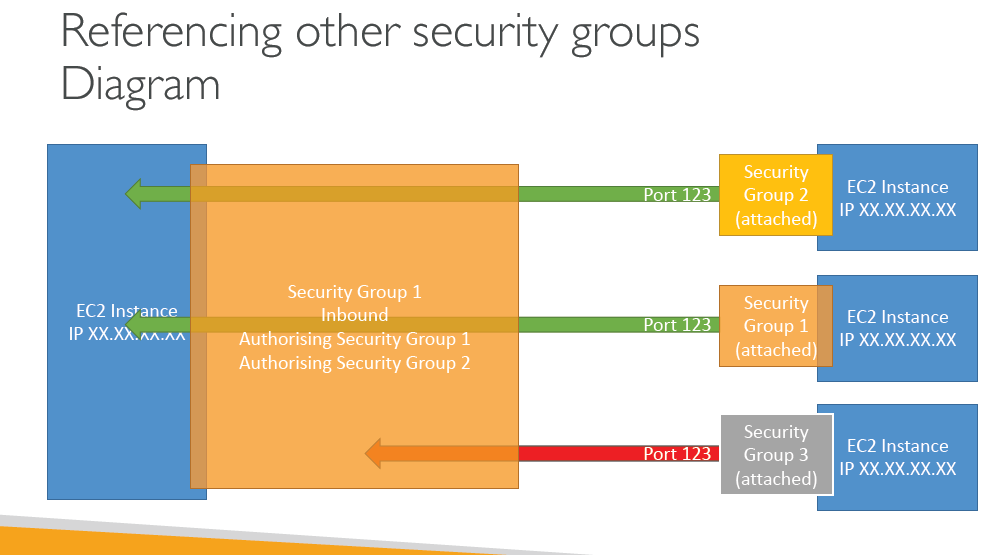 Referencing other security groups
Diagram
EC2 Instance
IP XX.XX.XX.XX
Security Group 1
Inbound
Authorising Security Group 1
Authorising Security Group 2
Port 123
Security
Group 2
(attached)
EC2 Instance
IP XX.XX.XX.XX
Port 123
Security
Group 1
(attached)
EC2 Instance
IP XX.XX.XX.XX
Port 123
Security
Group 3
(attached)
EC2 Instance
IP XX.XX.XX.XX